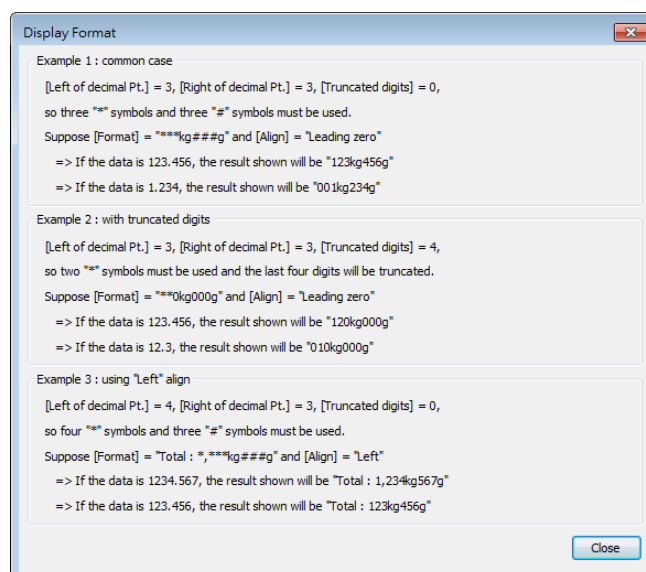 Display Format
Example 1 : common case
[Left of decimal Pt.] = 3, [Right of decimal Pt.] = 3, [Truncated digits] = 0,
so three "*" symbols and three "#" symbols must be used.
Suppose [Format] = "***kg###g" and [Align] = "Leading zero"
=> If the data is 123.456, the result shown will be "123kg456g"
=> If the data is 1.234, the result shown will be "001kg234g"
Example 2 : with truncated digits
[Left of decimal Pt.] = 3, [Right of decimal Pt.] = 3, [Truncated digits] = 4,
so two "*" symbols must be used and the last four digits will be truncated.
Suppose [Format] = "**0kg000g" and [Align] = "Leading zero"
=> If the data is 123.456, the result shown will be "120kg000g"
=> If the data is 12.3, the result shown will be "010kg000g"
Example 3 : using "Left" align
[Left of decimal Pt.] = 4, [Right of decimal Pt.] = 3, [Truncated digits] = 0,
so four "*" symbols and three "#" symbols must be used.
Suppose [Format] = "Total : *,***kg###g" and [Align] = "Left"
=> If the data is 1234.567, the result shown will be "Total : 1,234kg567g"
=> If the data is 123.456, the result shown will be "Total : 123kg456g"
Close